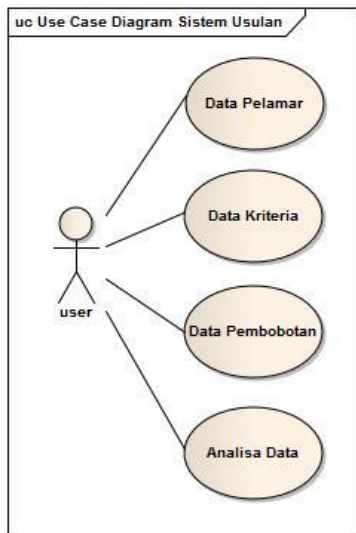 uc Use Case Diagram Sistem Usulan
Data Pelamar
Data Kriteria
user
Data Pembobotan
Analisa Data